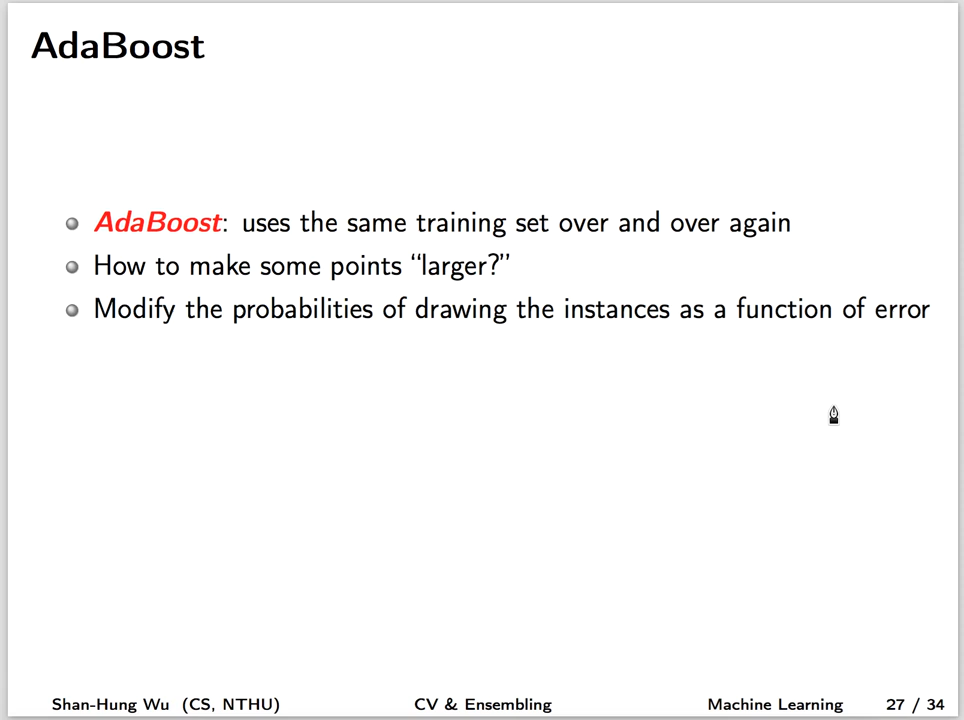 AdaBoost
AdaBoost: uses the same training set over and over again
How to make some points “larger?”
Modify the probabilities of drawing the instances as a function of error
Shan-Hung Wu (CS, NTHU) CV & Ensembling Machine Learning 27 / 34